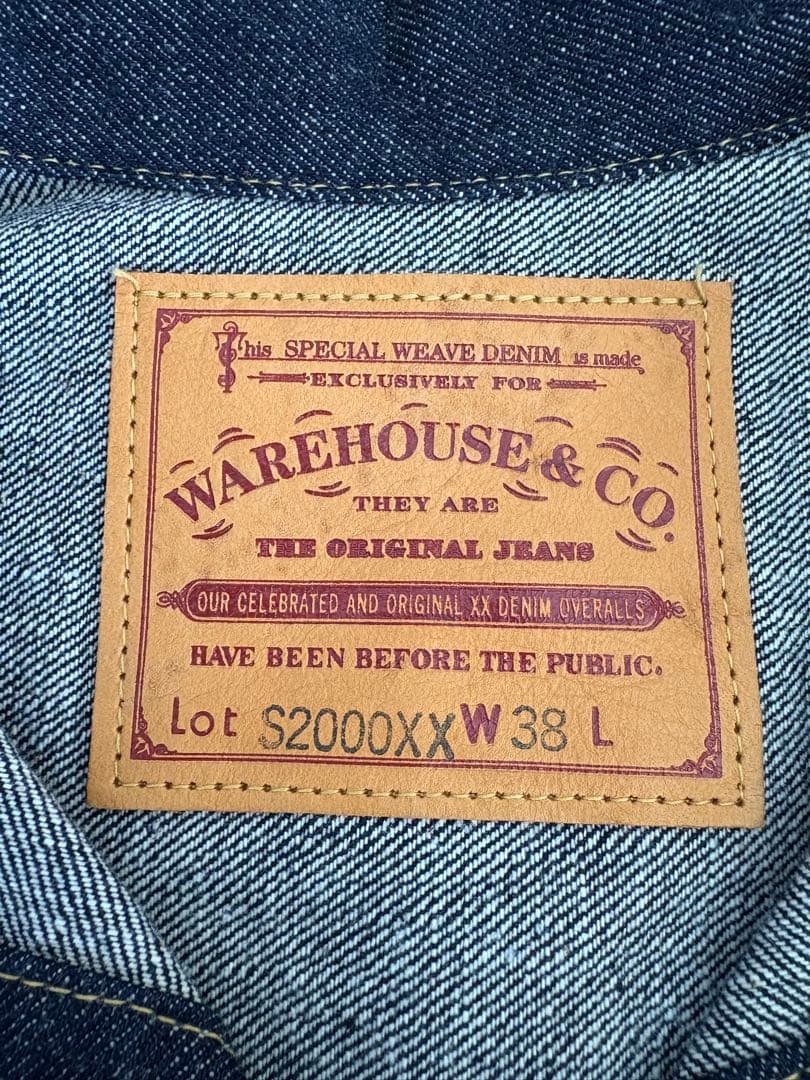 This SPECIAL WEAVE DENIM is made
EXCLUSIVELY FOR
WAREHOUSE & CO.
THEY ARE
THE ORIGINAL JEANS
OUR CELEBRATED AND ORIGINAL XX DENIM OVERALLS
HAVE BEEN BEFORE THE PUBLIC.
Lot S2000XX W 38 L